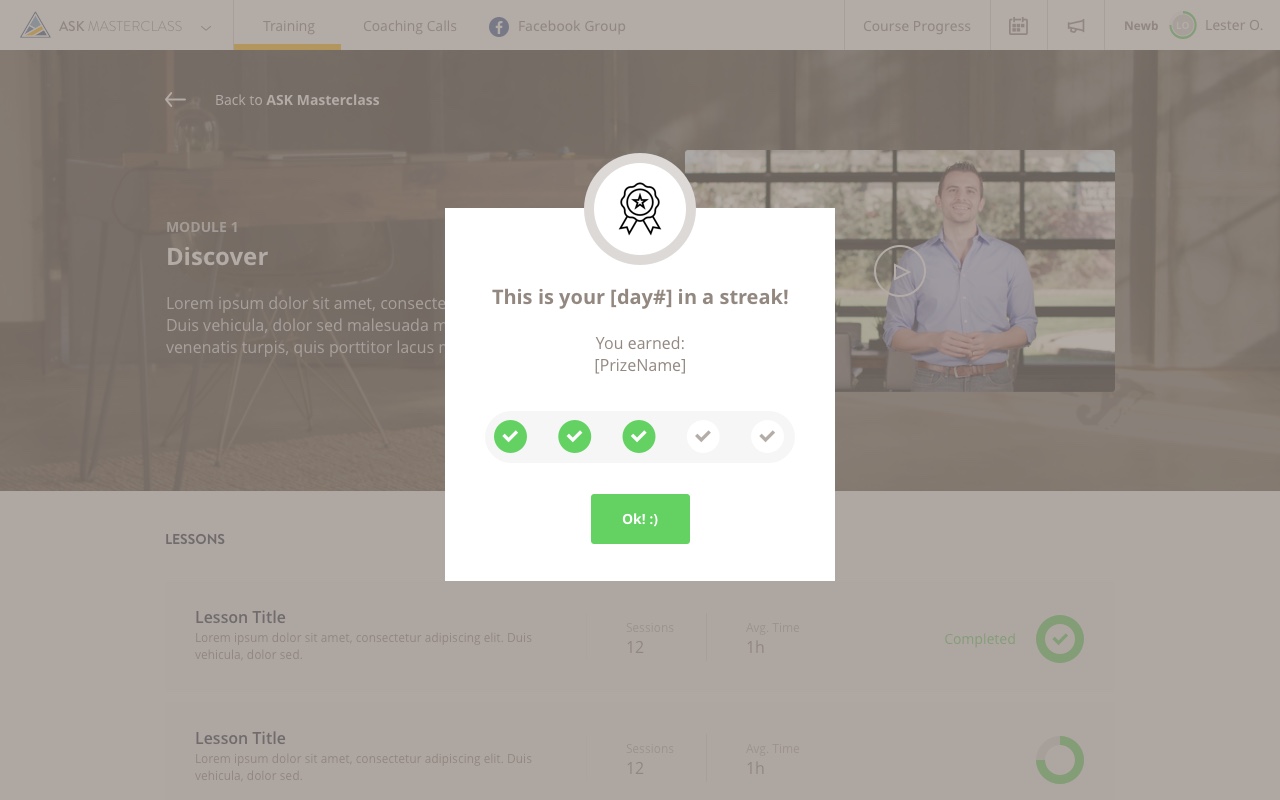 ASK MASTERCLASS
Training
Coaching Calls
Facebook Group
Course Progress
Newb
LO
Lester O.
Back to ASK Masterclass
MODULE 1
Discover
Lorem ipsum dolor sit amet, consecte
Duis vehicula, dolor sed malesuada m
venenatis turpis, quis porttitor lacus
This is your [day#] in a streak!
You earned:
[PrizeName]
Ok! :)
LESSONS
Lesson Title
Lorem ipsum dolor sit amet, consectetur adipiscing elit. Duis
vehicula, dolor sed.
Sessions
12
Avg. Time
1h
Completed
Lesson Title
Lorem ipsum dolor sit amet, consectetur adipiscing elit. Duis
vehicula, dolor sed.
Sessions
12
Avg. Time
1h